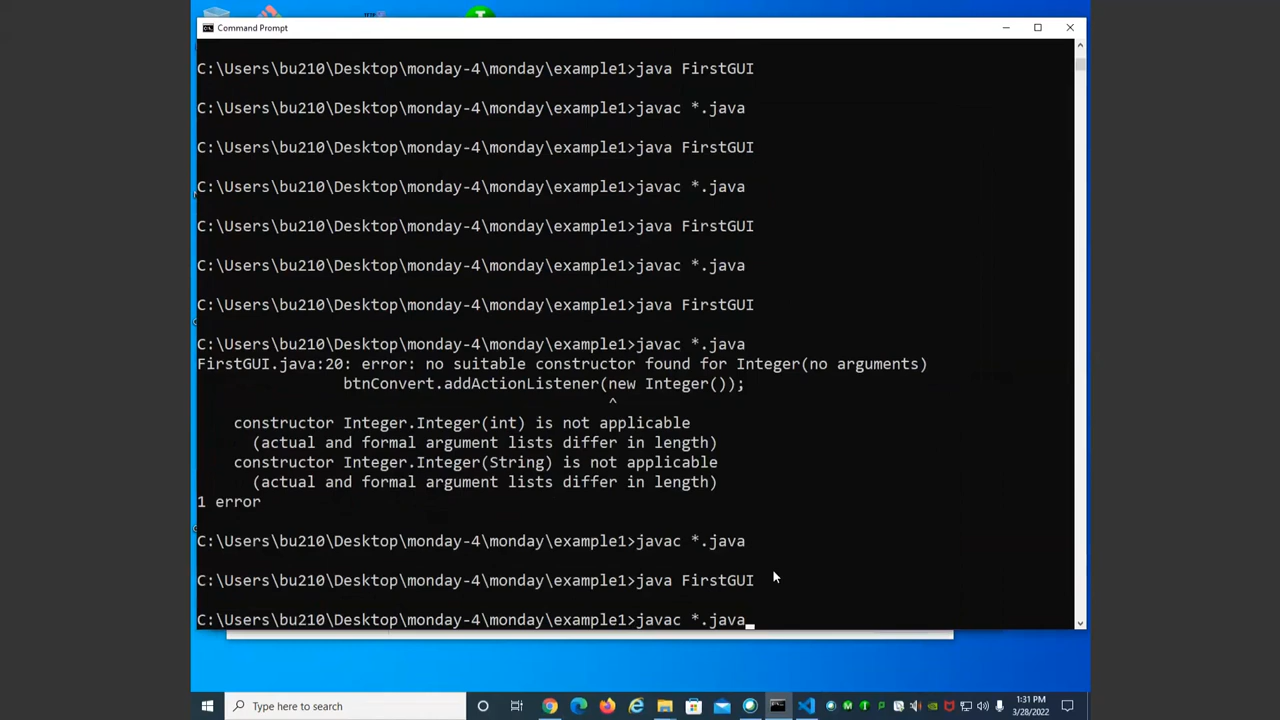 Command Prompt
C:\Users\bu210\Desktop\monday-4\monday\example1>java FirstGUI
C:\Users\bu210\Desktop\monday-4\monday\example1>javac *.java
C:\Users\bu210\Desktop\monday-4\monday\example1>java FirstGUI
C:\Users\bu210\Desktop\monday-4\monday\example1>javac *.java
C:\Users\bu210\Desktop\monday-4\monday\example1>java FirstGUI
C:\Users\bu210\Desktop\monday-4\monday\example1>javac *.java
C:\Users\bu210\Desktop\monday-4\monday\example1>java FirstGUI
C:\Users\bu210\Desktop\monday-4\monday\example1>javac *.java
FirstGUI.java:20: error: no suitable constructor found for Integer(no arguments)
btnConvert.addActionListener(new Integer());
^
constructor Integer.Integer(int) is not applicable
(actual and formal argument lists differ in length)
constructor Integer.Integer(String) is not applicable
(actual and formal argument lists differ in length)
1 error
C:\Users\bu210\Desktop\monday-4\monday\example1>javac *.java
C:\Users\bu210\Desktop\monday-4\monday\example1>java FirstGUI
C:\Users\bu210\Desktop\monday-4\monday\example1>javac *.java
Type here to search
1:31 PM
3/28/2022